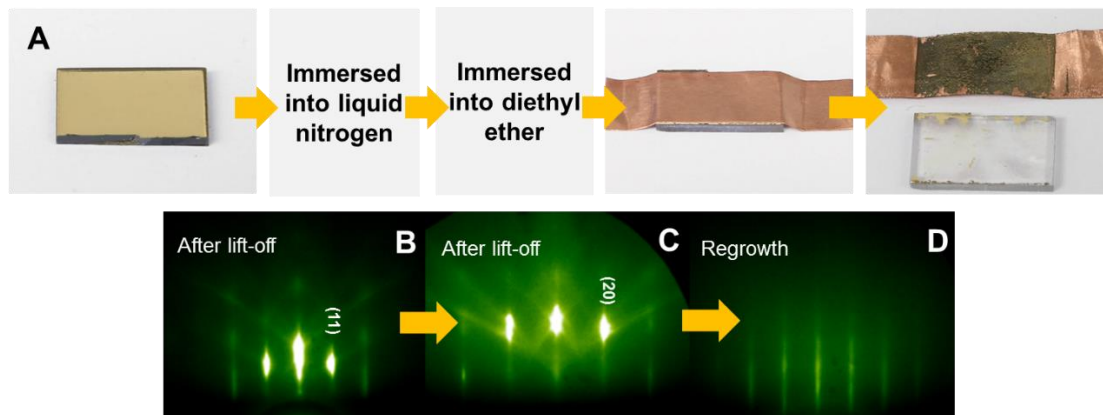 A
Immersed
into liquid
nitrogen
Immersed
into diethyl
ether
After lift-off
B
(11)
After lift-off
C
(20)
Regrowth
D